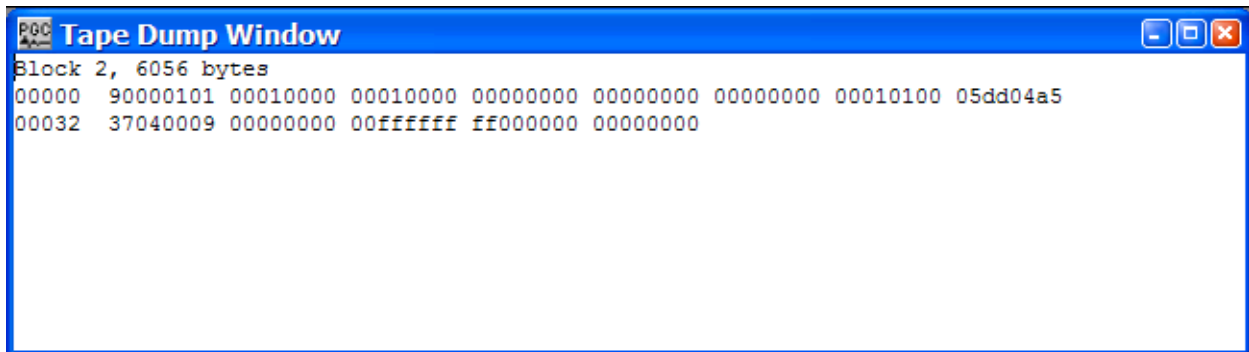 PGC Tape Dump Window
Block 2, 6056 bytes
00000 90000101 00010000 00010000 00000000 00000000 00000000 00010100 05dd04a5
00032 37040009 00000000 00ffffff ff000000 00000000